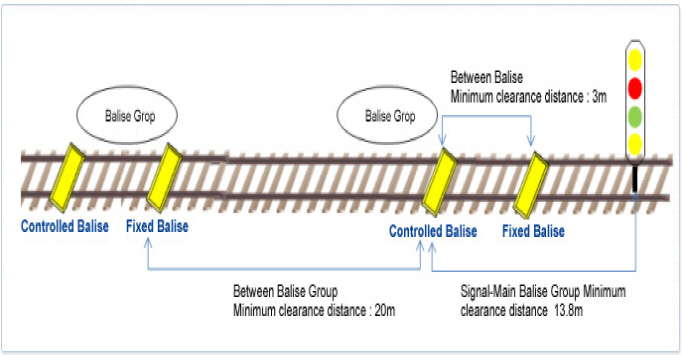 Between Balise
Minimum clearance distance : 3m
Balise Grop
Balise Grop
Controlled Balise
Fixed Balise
Controlled Balise
Fixed Balise
Between Balise Group
Minimum clearance distance : 20m
Signal-Main Balise Group Minimum
clearance distance 13.8m